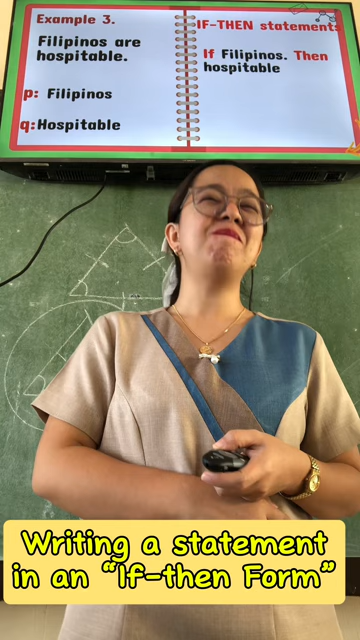 Example 3.
Filipinos are
hospitable.
p: Filipinos
q:Hospitable
IF-THEN statements
If Filipinos. Then
hospitable
Writing a statement
in an “If-then Form”